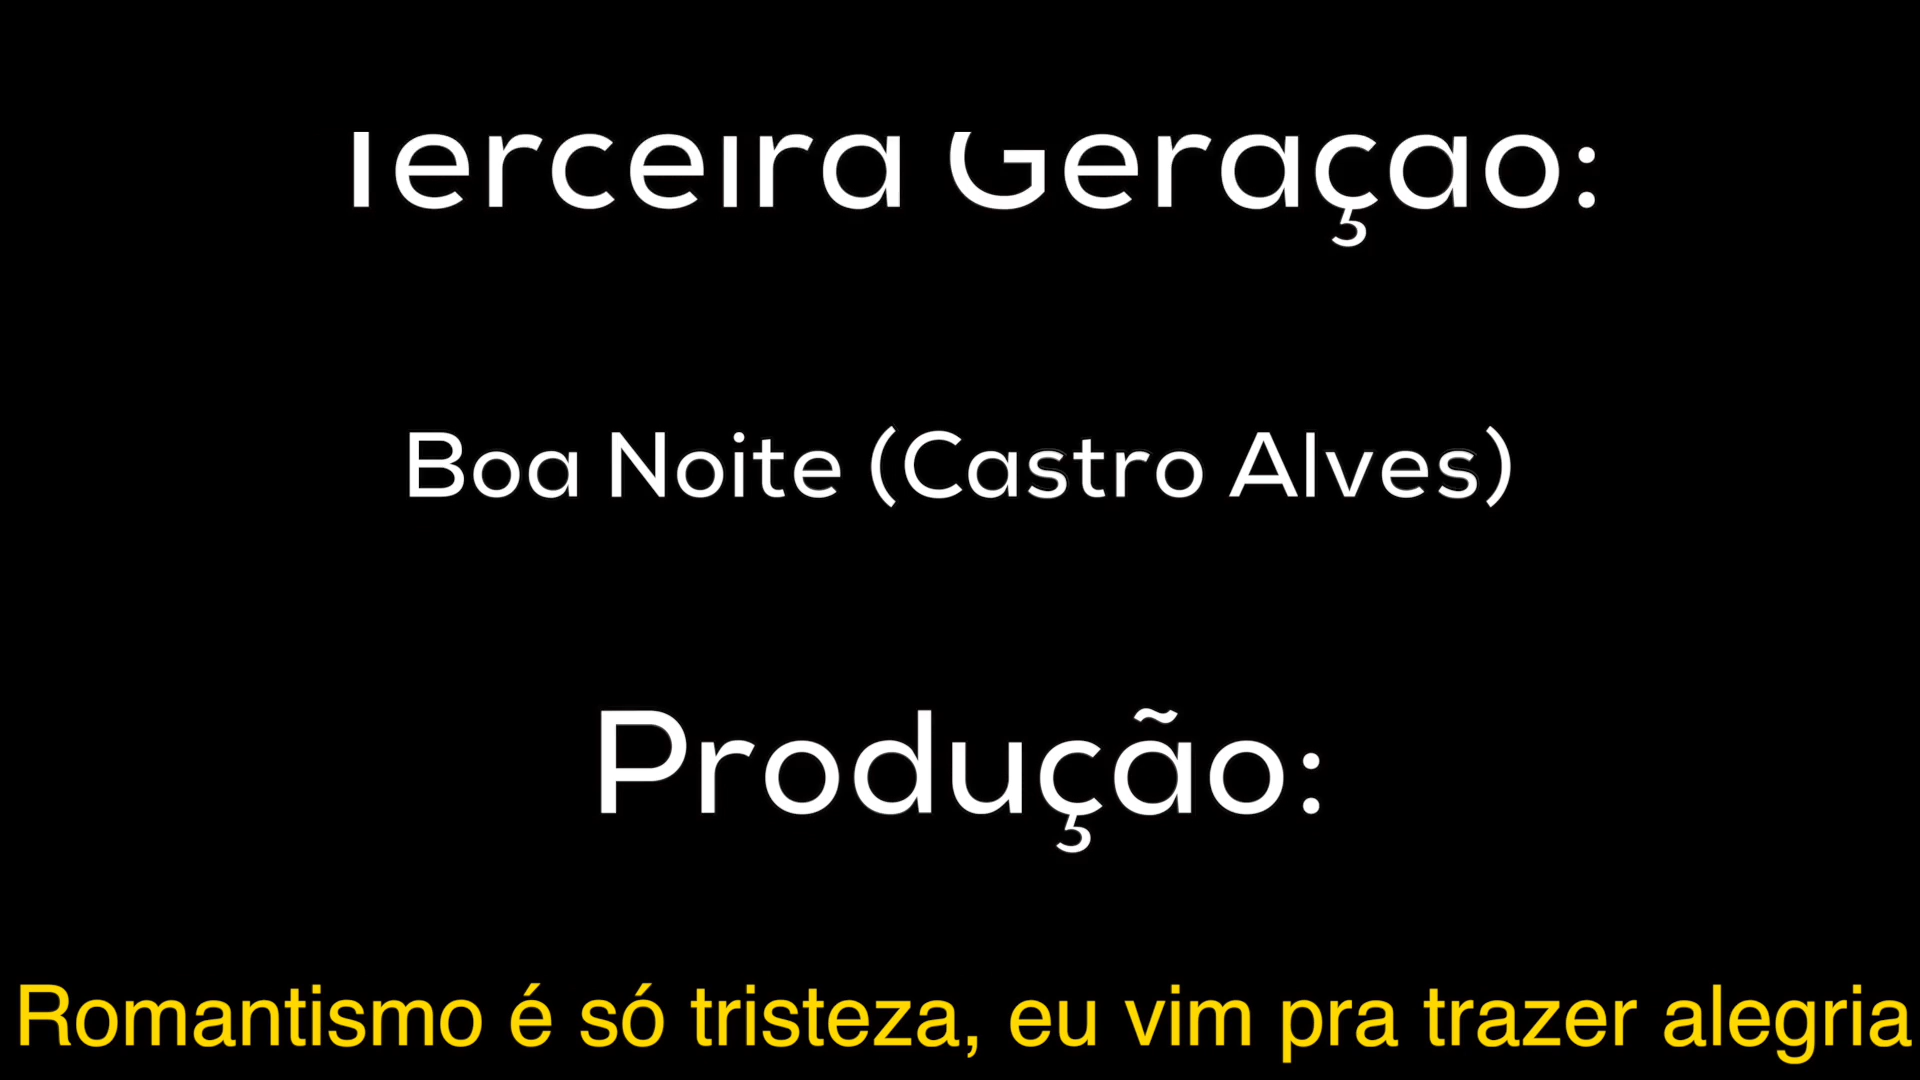 Terceira Geração:
Boa Noite (Castro Alves)
Produção:
Romantismo é só tristeza, eu vim pra trazer alegria